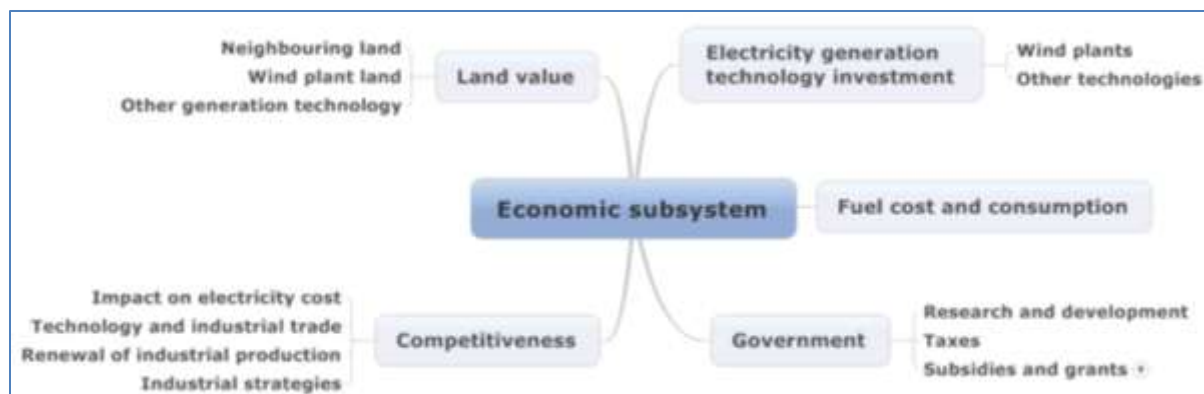 Neighbouring land
Wind plant land
Other generation technology
Land value
Electricity generation
technology investment
Wind plants
Other technologies
Economic subsystem
Fuel cost and consumption
Impact on electricity cost
Technology and industrial trade
Renewal of industrial production
Industrial strategies
Competitiveness
Government
Research and development
Taxes
Subsidies and grants